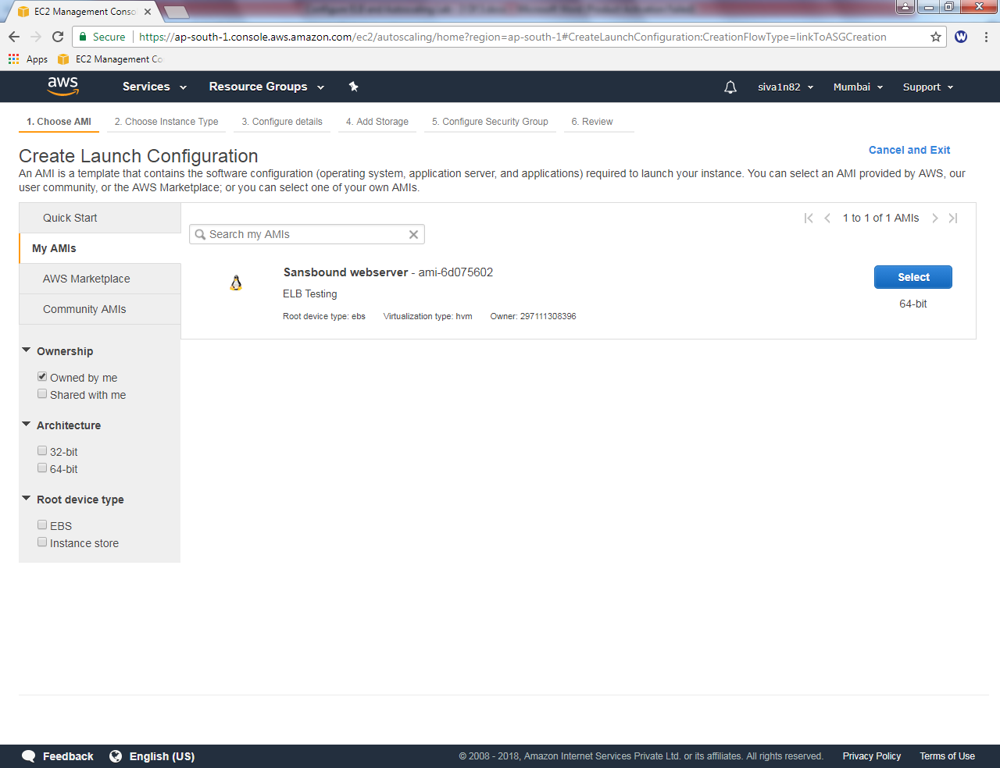 EC2 Management Conso
Secure
https://ap-south-1.console.aws.amazon.com/ec2/autoscaling/home?region=ap-south-1#CreateLaunchConfiguration:CreationFlowType=linkToASGCreation
W
Apps EC2 Management Co
aws Services Resource Groups siva1n82 Mumbai Support
1. Choose AMI 2. Choose Instance Type 3. Configure details 4. Add Storage 5. Configure Security Group 6. Review
Create Launch Configuration
Cancel and Exit
An AMI is a template that contains the software configuration (operating system, application server, and applications) required to launch your instance. You can select an AMI provided by AWS, our
user community, or the AWS Marketplace; or you can select one of your own AMIs.
Quick Start
My AMIs
AWS Marketplace
Community AMIs
Ownership
Owned by me
Shared with me
Architecture
32-bit
64-bit
Root device type
EBS
Instance store
1 to 1 of 1 AMIs
Search my AMIs
Sansbound webserver - ami-6d075602
ELB Testing
Root device type: ebs Virtualization type: hvm Owner: 297111308396
Select
64-bit
Feedback English (US) © 2008 - 2018, Amazon Internet Services Private Ltd. or its affiliates. All rights reserved. Privacy Policy Terms of Use